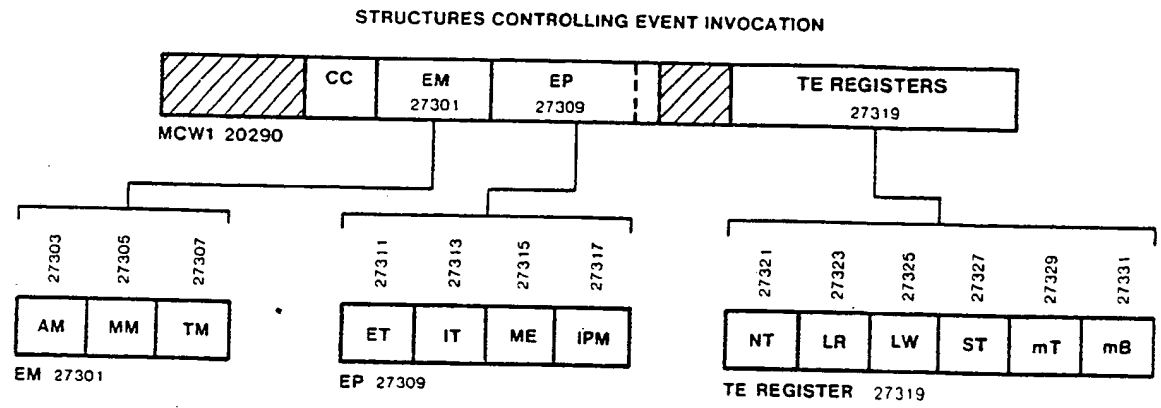 STRUCTURES CONTROLLING EVENT INVOCATION
CC EM EP TE REGISTERS
27301 27309 27319
MCW1 20290
27303 27305 27307
AM MM TM
EM 27301
27311 27313 27315 27317
ET IT ME IPM
EP 27309
27321 27323 27325 27327 27329 27331
NT LR LW ST mT mB
TE REGISTER 27319